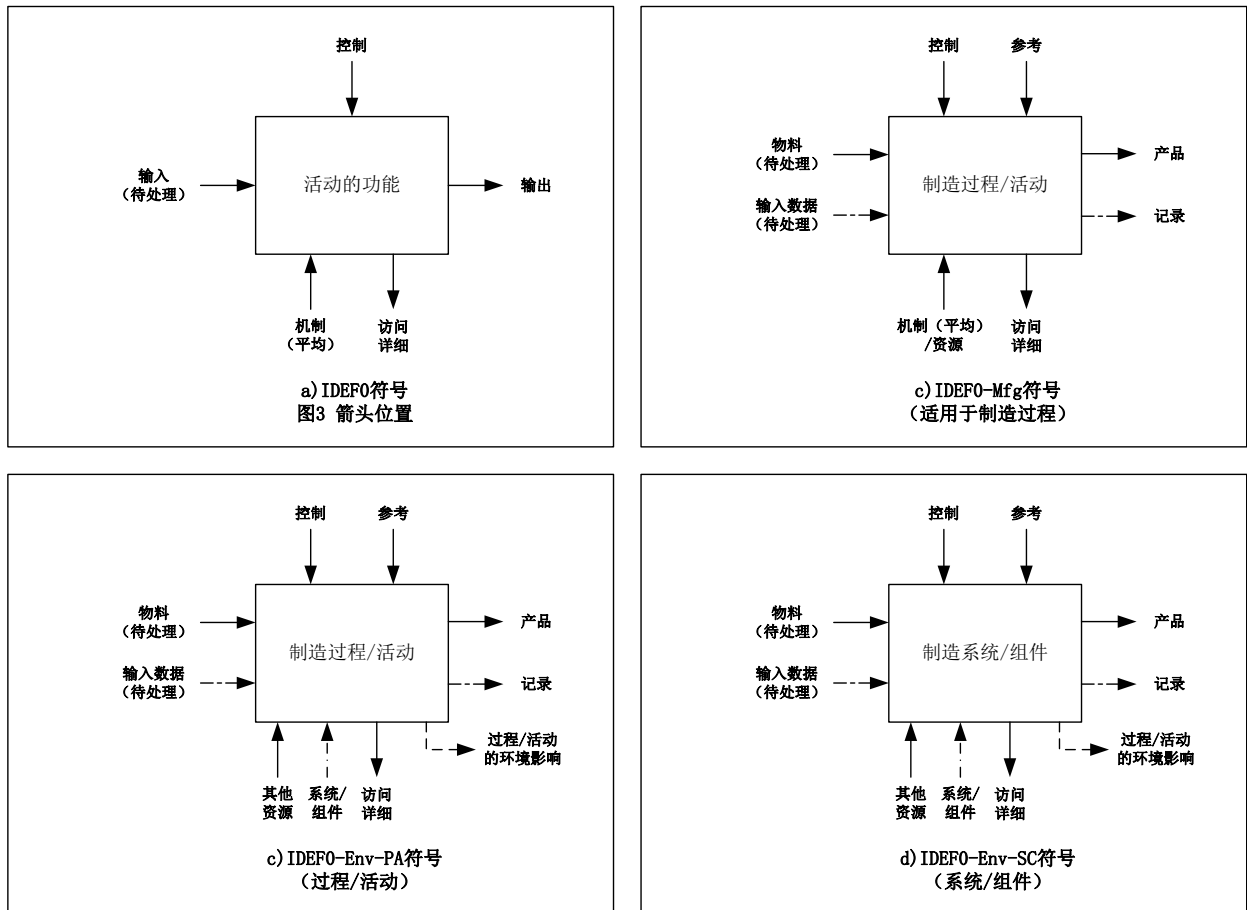 控制
输入
（待处理）
活动的功能
输出
机制
（平均）
访问
详细
a)IDEF0符号
图3 箭头位置
控制
参考
物料
（待处理）
输入数据
（待处理）
制造过程/活动
产品
记录
机制（平均）
/资源
访问
详细
c)IDEF0-Mfg符号
（适用于制造过程）
控制
参考
物料
（待处理）
输入数据
（待处理）
制造过程/活动
产品
记录
过程/活动
的环境影响
其他
资源
系统/
组件
访问
详细
c)IDEF0-Env-PA符号
（过程/活动）
控制
参考
物料
（待处理）
输入数据
（待处理）
制造系统/组件
产品
记录
过程/活动
的环境影响
其他
资源
系统/
组件
访问
详细
d)IDEF0-Env-SC符号
（系统/组件）